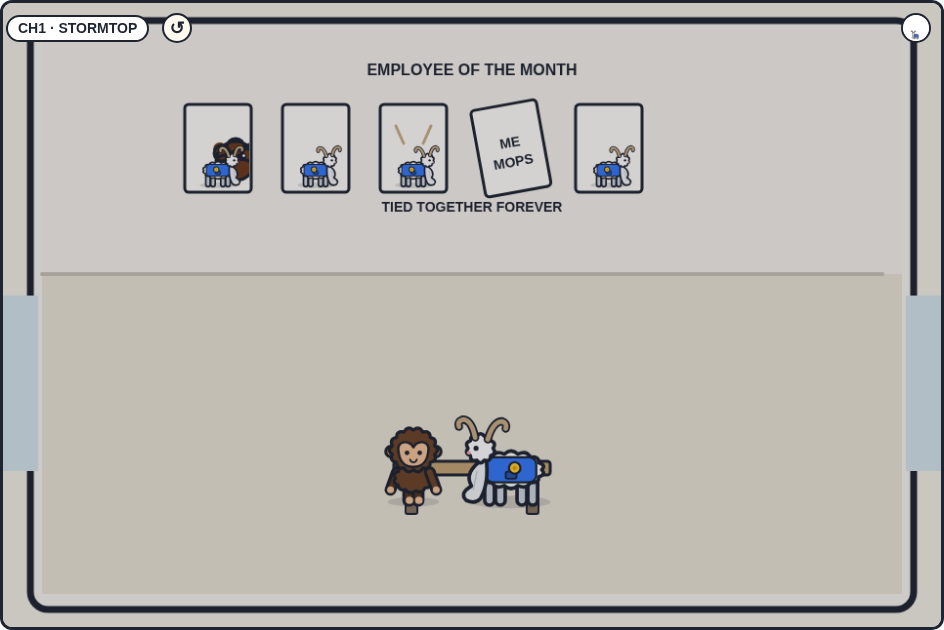 CH1 · STORMTOP
EMPLOYEE OF THE MONTH
ME
MOPS
TIED TOGETHER FOREVER